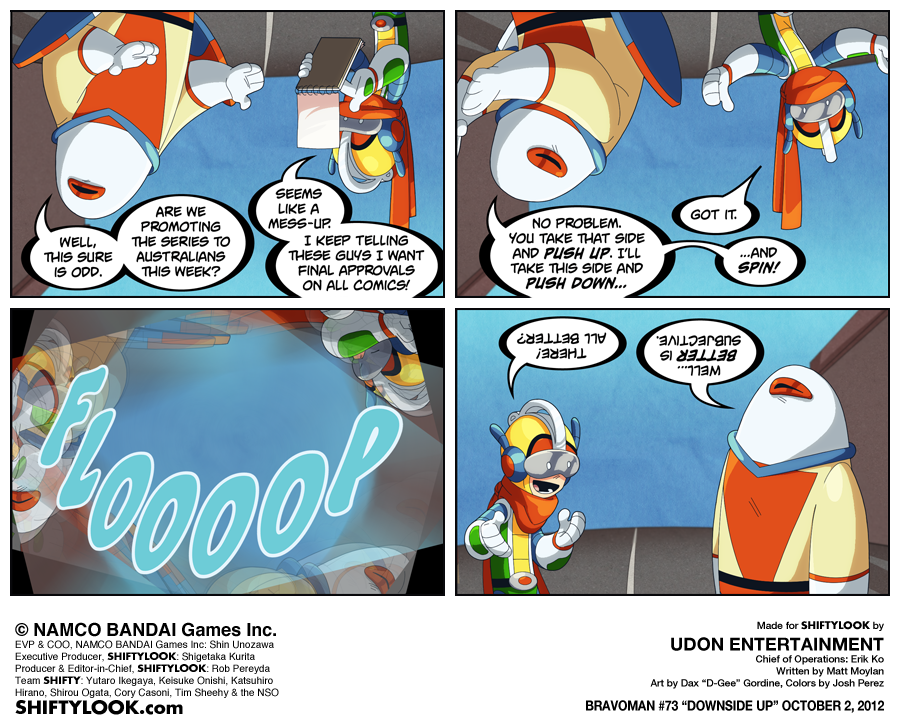 WELL,
THIS SURE
IS ODD.
ARE WE
PROMOTING
THE SERIES TO
AUSTRALIANS
THIS WEEK?
SEEMS
LIKE A
MESS-UP.
I KEEP TELLING
THESE GUYS I WANT
FINAL APPROVALS
ON ALL COMICS!
NO PROBLEM.
YOU TAKE THAT SIDE
AND PUSH UP. I'LL
TAKE THIS SIDE AND
PUSH DOWN...
GOT IT.
...AND
SPIN!
FLOOOOP
THERE!
ALL BETTER?
WELL...
BETTER IS
SUBJECTIVE.
© NAMCO BANDAI Games Inc.
EVP & COO, NAMCO BANDAI Games Inc: Shin Unozawa
Executive Producer, SHIFTYLOOK: Shigetaka Kurita
Producer & Editor-in-Chief, SHIFTYLOOK: Rob Pereyda
Team SHIFTY: Yutaro Ikegaya, Keisuke Onishi, Katsuhiro
Hirano, Shirou Ogata, Cory Casoni, Tim Sheehy & the NSO
SHIFTYLOOK.com
Made for SHIFTYLOOK by
UDON ENTERTAINMENT
Chief of Operations: Erik Ko
Written by Matt Moylan
Art by Dax "D-Gee" Gordine, Colors by Josh Perez
BRAVOMAN #73 "DOWNSIDE UP" OCTOBER 2, 2012